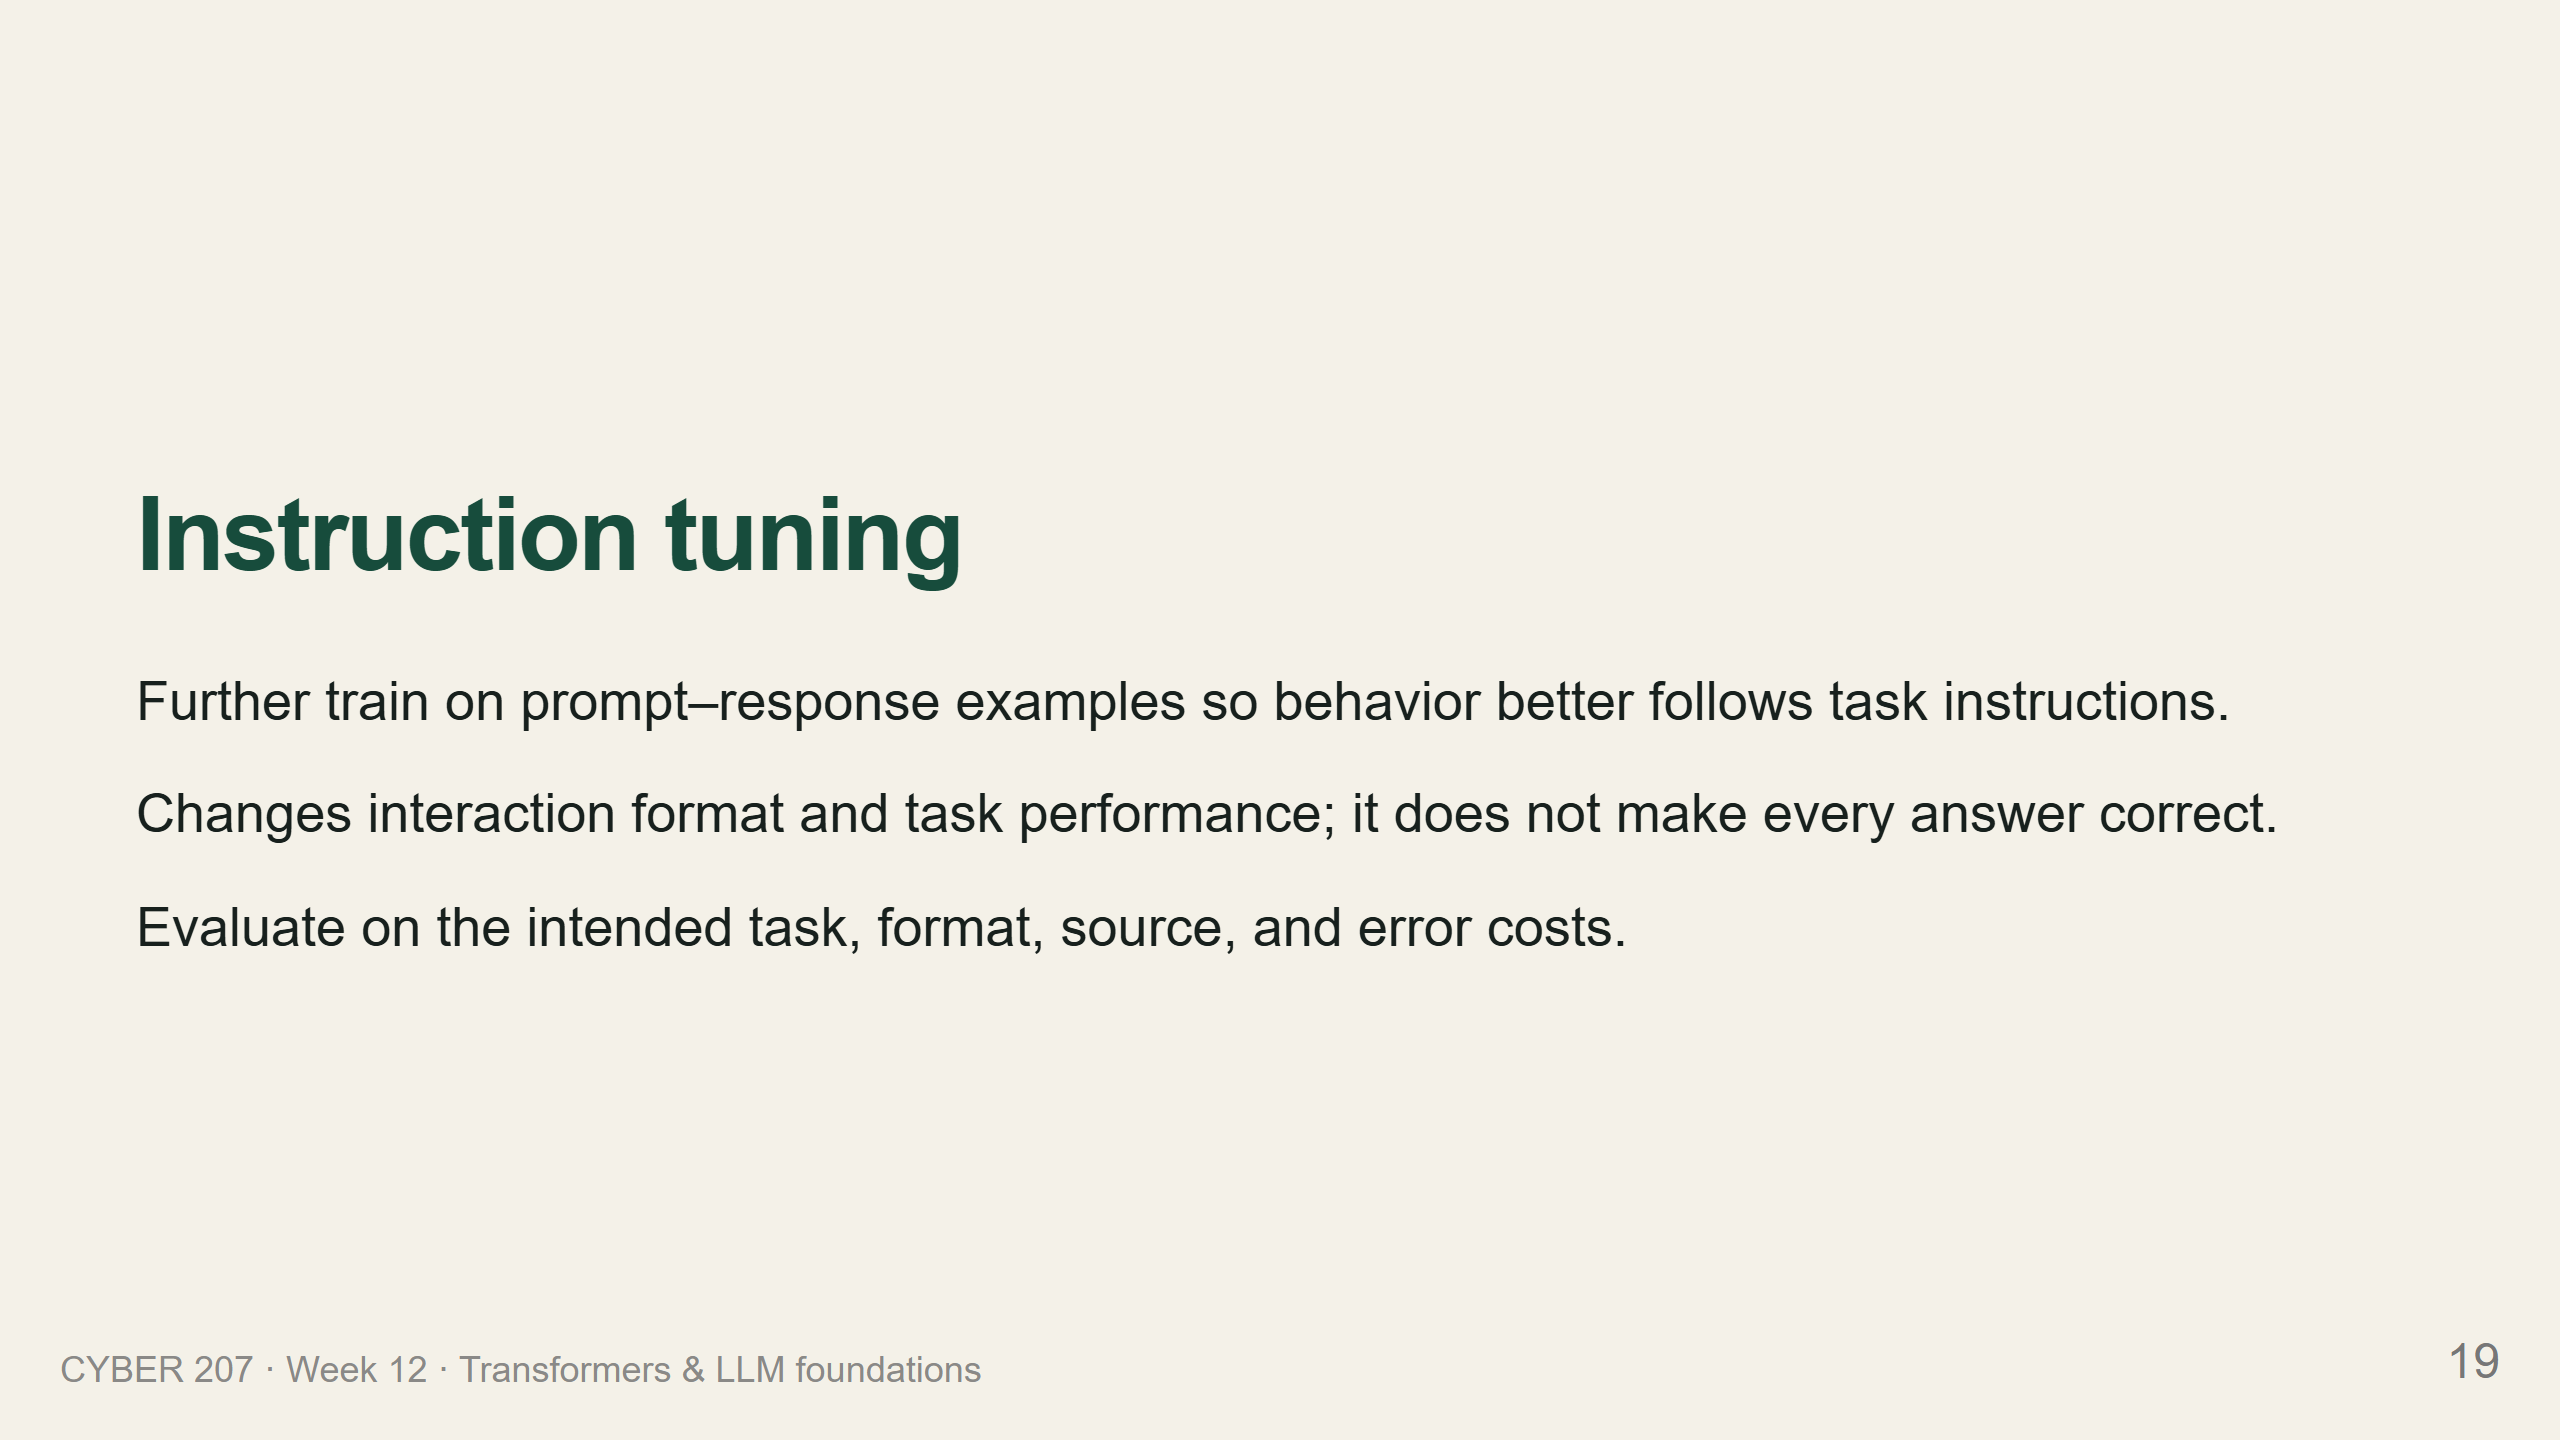 Instruction tuning
Further train on prompt–response examples so behavior better follows task instructions.
Changes interaction format and task performance; it does not make every answer correct.
Evaluate on the intended task, format, source, and error costs.
CYBER 207 · Week 12 · Transformers & LLM foundations
19